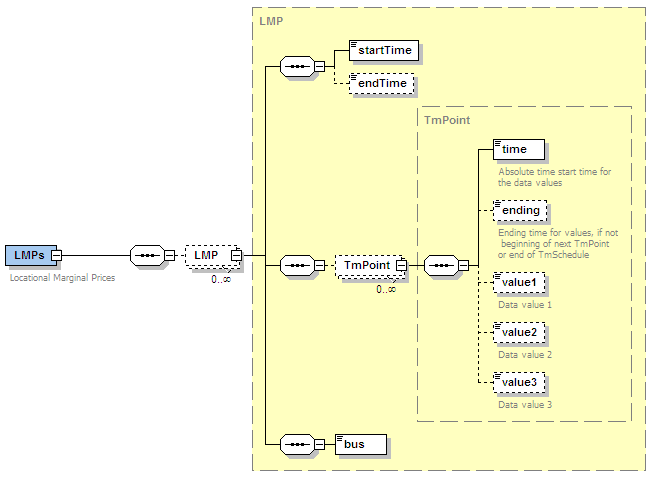 LMP
startTime
endTime
TmPoint
time
Absolute time start time for
the data values
ending
Ending time for values, if not
beginning of next TmPoint
or end of TmSchedule
LMPs
Locational Marginal Prices
LMP
0..∞
TmPoint
0..∞
value1
Data value 1
value2
Data value 2
value3
Data value 3
bus